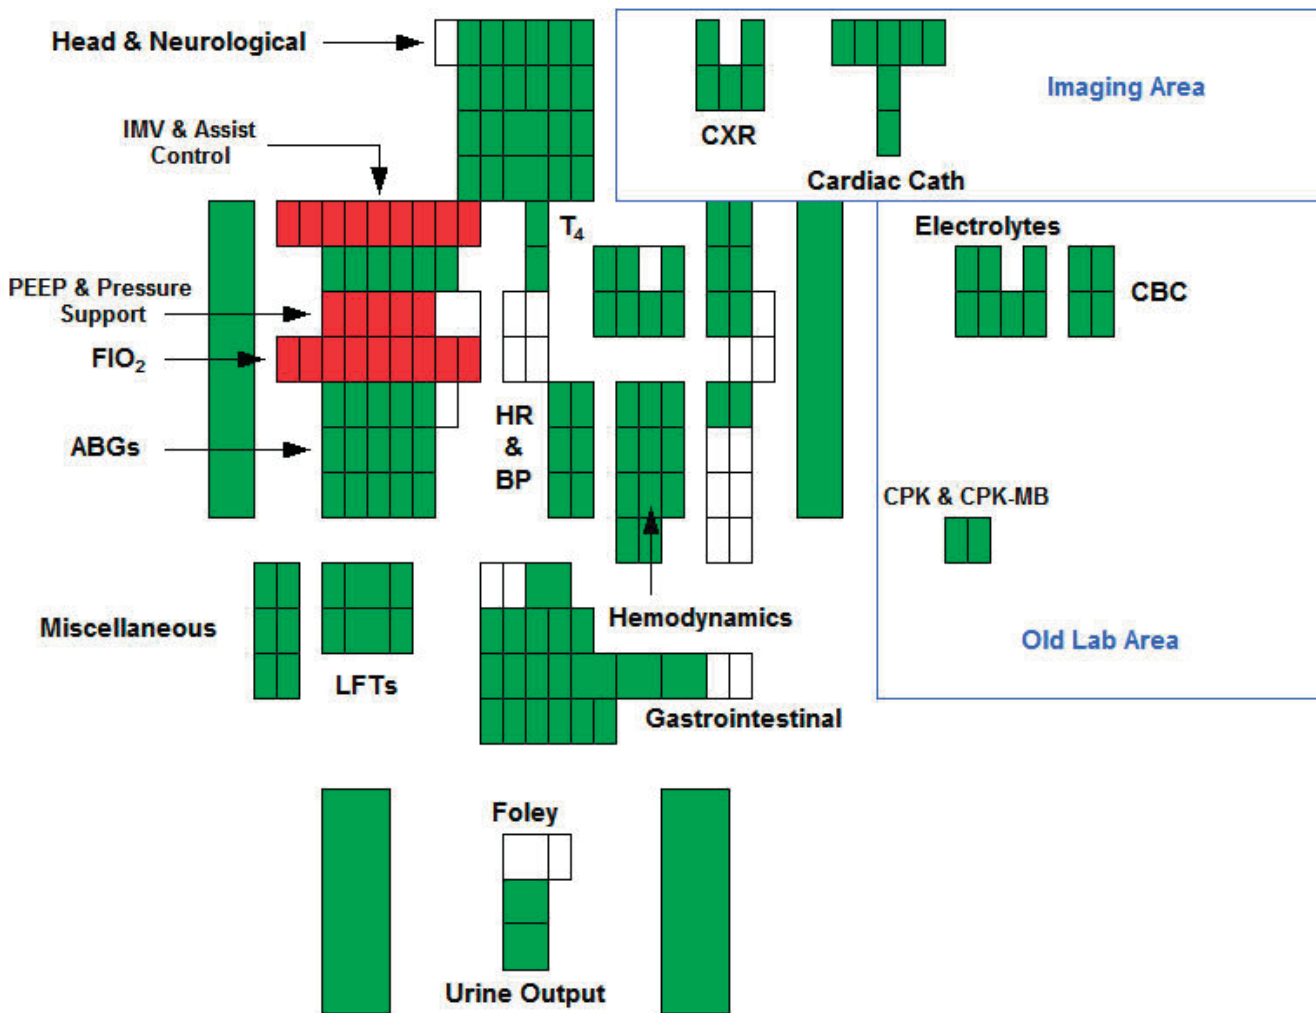 Head & Neurological
Imaging Area
CXR
IMV & Assist
Control
Cardiac Cath
T₄
Electrolytes
PEEP & Pressure
Support
CBC
FIO₂
HR
&
BP
ABGs
CPK & CPK-MB
Hemodynamics
Miscellaneous
Old Lab Area
LFTs
Gastrointestinal
Foley
Urine Output